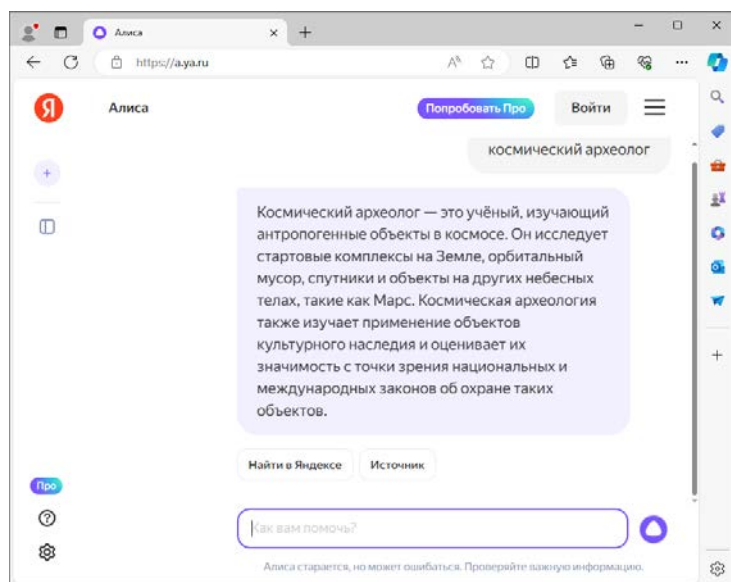 Алиса
https://a.ya.ru
Я
Алиса
Попробовать Про
Войти
космический археолог
Космический археолог — это учёный, изучающий
антропогенные объекты в космосе. Он исследует
стартовые комплексы на Земле, орбитальный
мусор, спутники и объекты на других небесных
телах, такие как Марс. Космическая археология
также изучает применение объектов
культурного наследия и оценивает их
значимость с точки зрения национальных и
международных законов об охране таких
объектов.
Найти в Яндексе
Источник
Про
Как вам помочь?
Алиса старается, но может ошибаться. Проверяйте важную информацию.